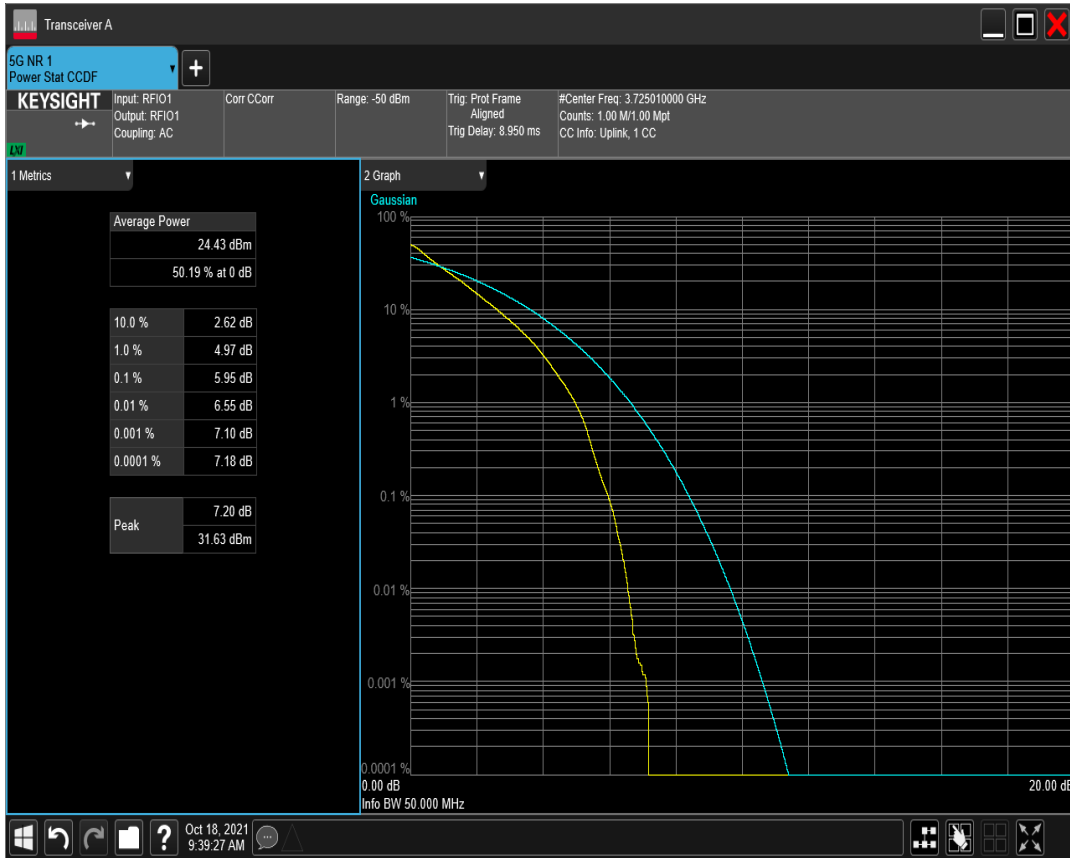 Transceiver A
5G NR 1
Power Stat CCDF
+
KEYSIGHT
LXI
Input: RFIO1
Output: RFIO1
Coupling: AC
Corr CCorr
Range: -50 dBm
Trig: Prot Frame
Aligned
Trig Delay: 8.950 ms
#Center Freq: 3.725010000 GHz
Counts: 1.00 M/1.00 Mpt
CC Info: Uplink, 1 CC
1 Metrics
Average Power
24.43 dBm
50.19 % at 0 dB
10.0 % 2.62 dB
1.0 % 4.97 dB
0.1 % 5.95 dB
0.01 % 6.55 dB
0.001 % 7.10 dB
0.0001 % 7.18 dB
Peak 7.20 dB
31.63 dBm
2 Graph
Gaussian
100 %
10 %
1 %
0.1 %
0.01 %
0.001 %
0.0001 %
0.00 dB 20.00 dB
Info BW 50.000 MHz
?
Oct 18, 2021
9:39:27 AM